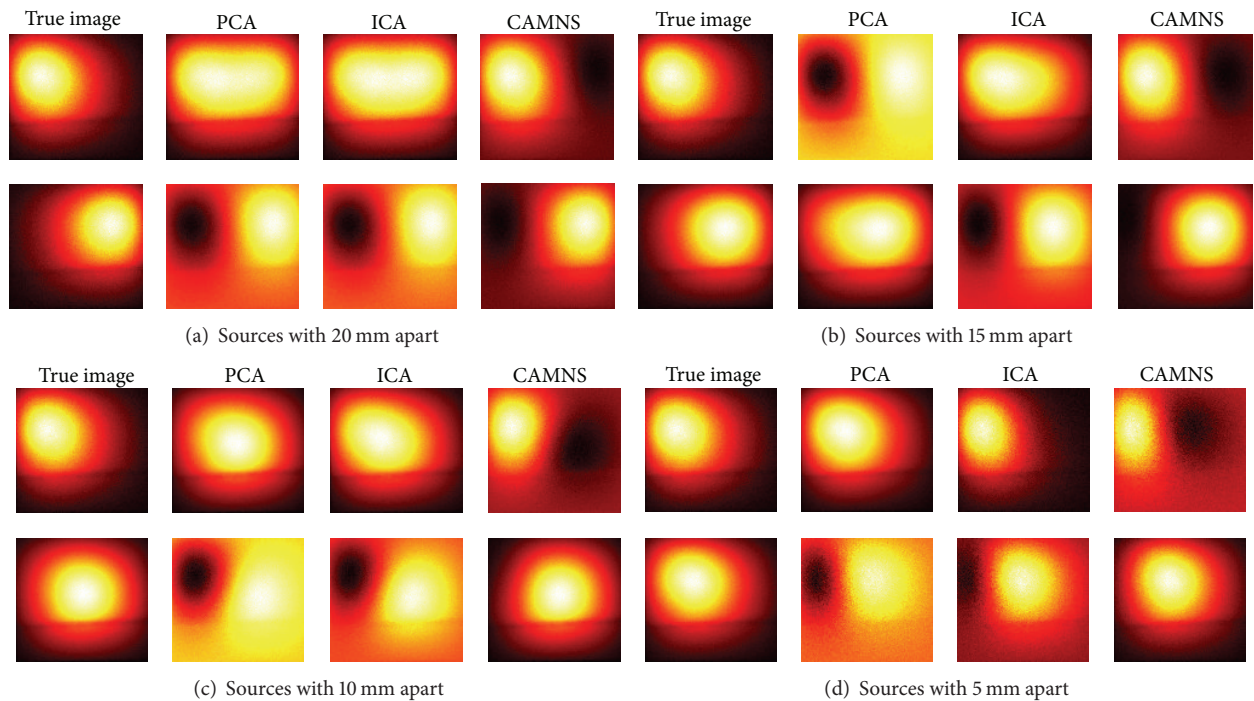 True image PCA ICA CAMNS True image PCA ICA CAMNS
(a) Sources with 20 mm apart
(b) Sources with 15 mm apart
True image PCA ICA CAMNS True image PCA ICA CAMNS
(c) Sources with 10 mm apart
(d) Sources with 5 mm apart